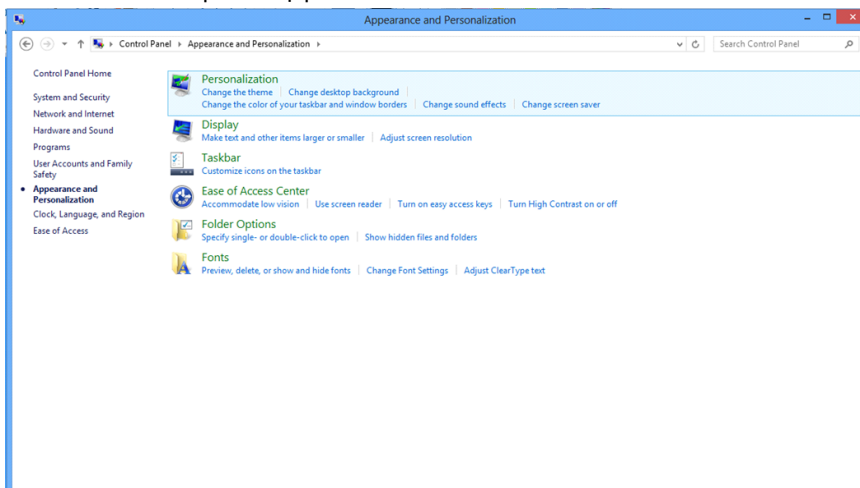 Appearance and Personalization
Control Panel Appearance and Personalization
Search Control Panel
Control Panel Home
System and Security
Network and Internet
Hardware and Sound
Programs
User Accounts and Family
Safety
Appearance and
Personalization
Clock, Language, and Region
Ease of Access
Personalization
Change the theme Change desktop background
Change the color of your taskbar and window borders Change sound effects Change screen saver
Display
Make text and other items larger or smaller Adjust screen resolution
Taskbar
Customize icons on the taskbar
Ease of Access Center
Accommodate low vision Use screen reader Turn on easy access keys Turn High Contrast on or off
Folder Options
Specify single- or double-click to open Show hidden files and folders
Fonts
Preview, delete, or show and hide fonts Change Font Settings Adjust ClearType text